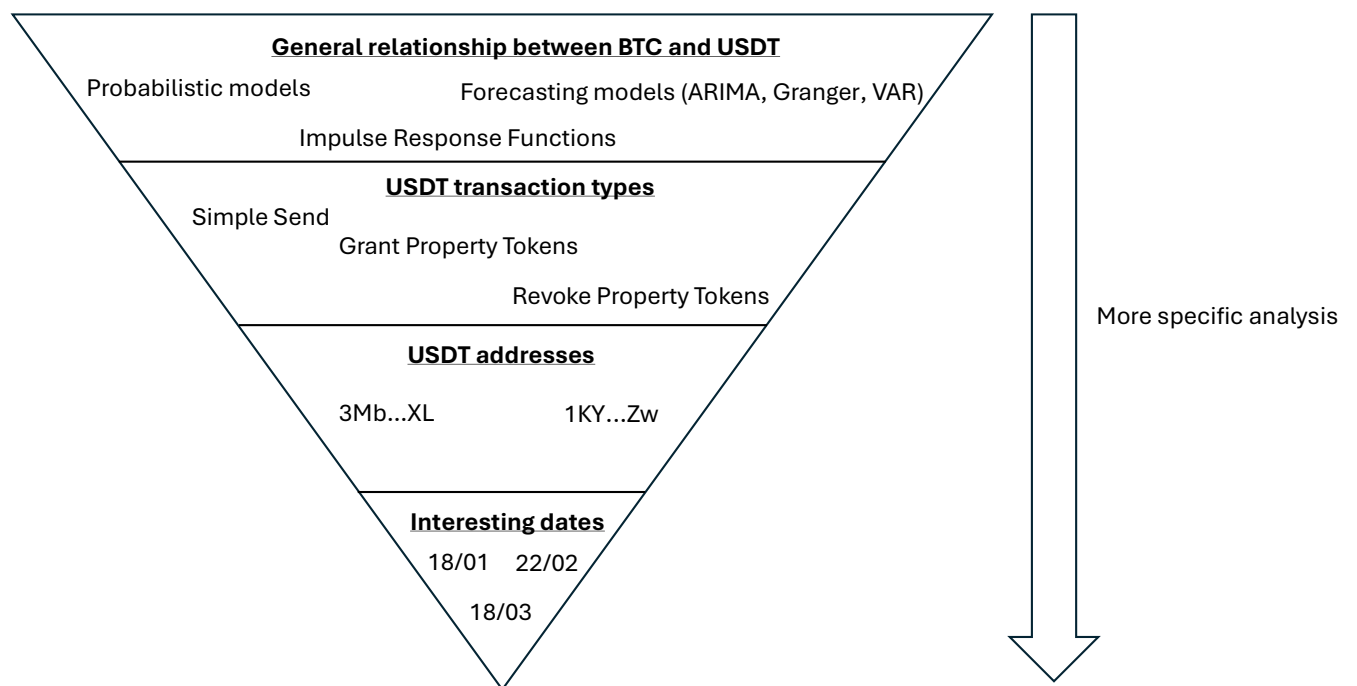 General relationship between BTC and USDT
Probabilistic models
Forecasting models (ARIMA, Granger, VAR)
Impulse Response Functions
USDT transaction types
Simple Send
Grant Property Tokens
Revoke Property Tokens
More specific analysis
USDT addresses
3Mb...XL
1KY...Zw
Interesting dates
18/01
22/02
18/03